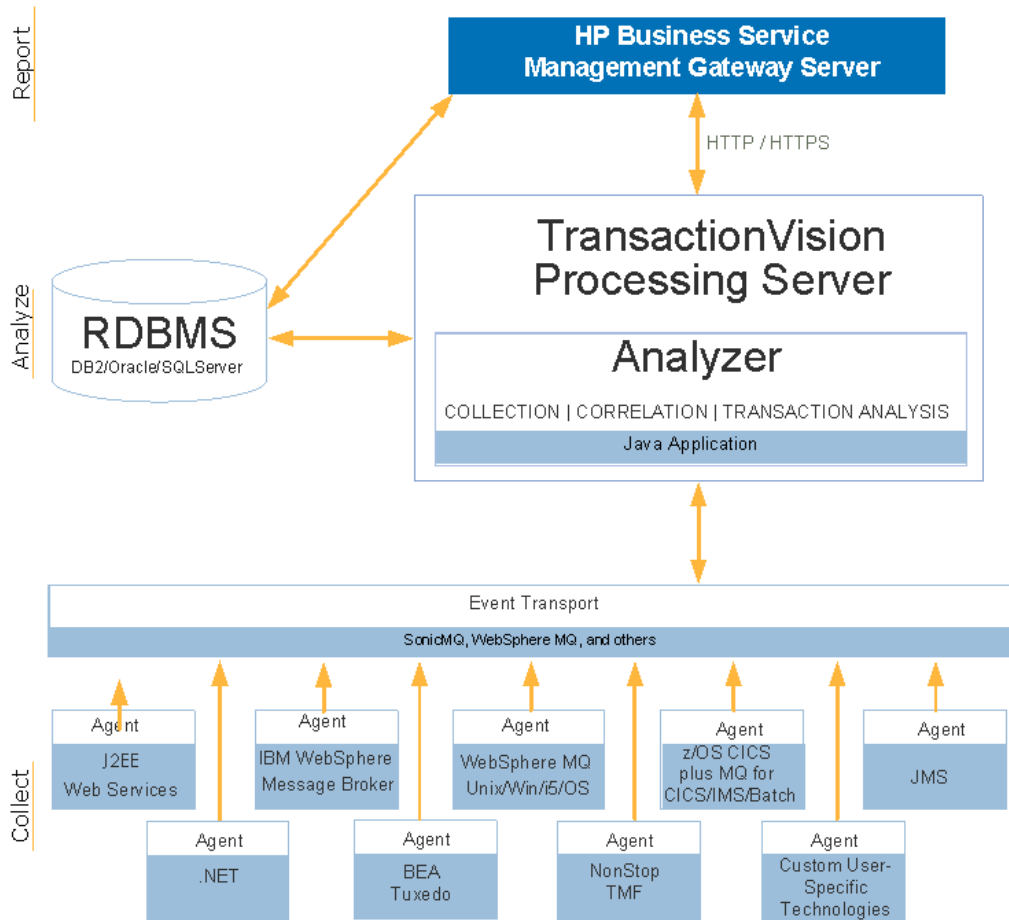 Report
HP Business Service
Management Gateway Server
HTTP / HTTPS
TransactionVision
Processing Server
Analyze
RDBMS
DB2/Oracle/SQLServer
Analyzer
COLLECTION | CORRELATION | TRANSACTION ANALYSIS
Java Application
Event Transport
SonicMQ, WebSphere MQ, and others
Collect
Agent
J2EE
Web Services
Agent
IBM WebSphere
Message Broker
Agent
WebSphere MQ
Unix/Win/i5/OS
Agent
z/OS CICS
plus MQ for
CICS/IMS/Batch
Agent
JMS
Agent
.NET
Agent
BEA
Tuxedo
Agent
NonStop
TMF
Agent
Custom User-
Specific
Technologies